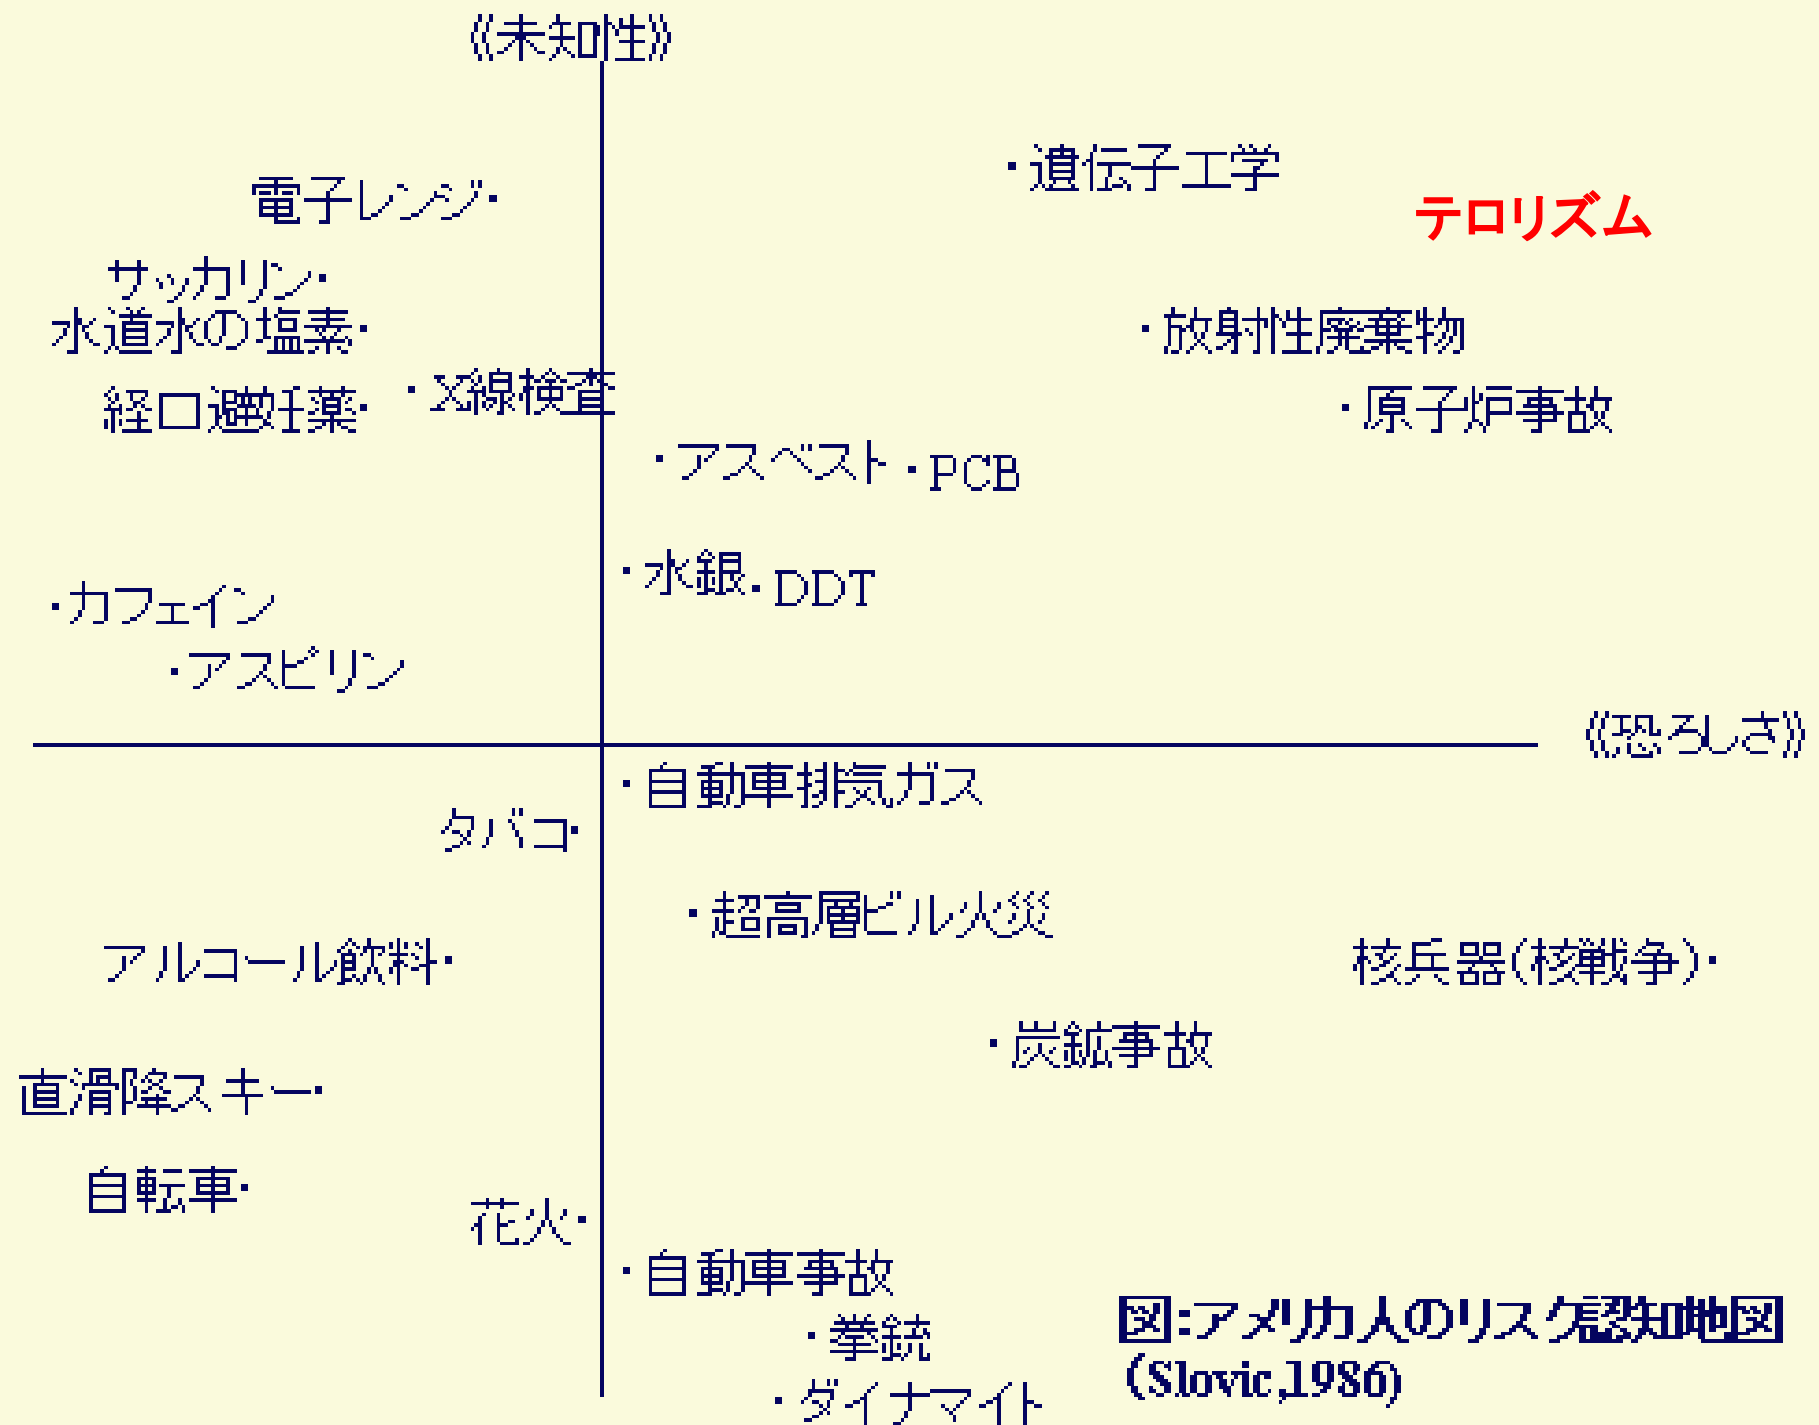 《未知性》
・遺伝子工学
電子レンジ・
テロリズム
サッカリン・
水道水の塩素・
・放射性廃棄物
経口避妊薬・
・X線検査
・原子炉事故
・アスベスト
・PCB
・水銀
・DDT
・カフェイン
・アスピリン
《恐ろしさ》
・自動車排気ガス
タバコ・
・超高層ビル火災
アルコール飲料・
核兵器(核戦争)・
・炭鉱事故
直滑降スキー・
自転車・
花火・
・自動車事故
・拳銃
・ダイナマイト
図:アメリカ人のリスク認知地図
(Slovic,1986)